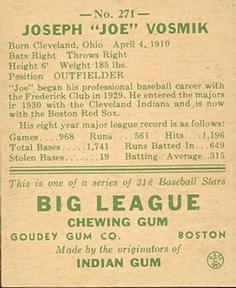 — No. 271 —
JOSEPH "JOE" VOSMIK
Born Cleveland, Ohio April 4, 1910
Bats Right Throws Right
Height 6' Weight 185 lbs.
Position OUTFIELDER
"Joe" began his professional baseball career with
the Frederick Club in 1929. He entered the majors
ir 1930 with the Cleveland Indians and is now
with the Boston Red Sox.
His eight year major league record is as follows:
Games......968 Runs......561 Hits...1,196
Total Bases......1,741 Runs Batted In......649
Stolen Bases......19 Batting Average...315
This is one of a series of 312 Baseball Stars
BIG LEAGUE
CHEWING GUM
GOUDEY GUM CO. BOSTON
Made by the originators of
INDIAN GUM